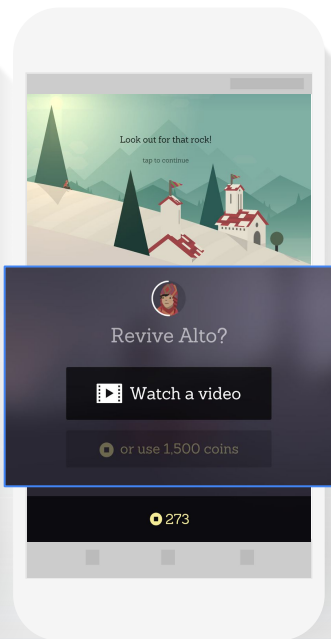 Look out for that rock!
tap to continue
Revive Alto?
Watch a video
or use 1,500 coins
273